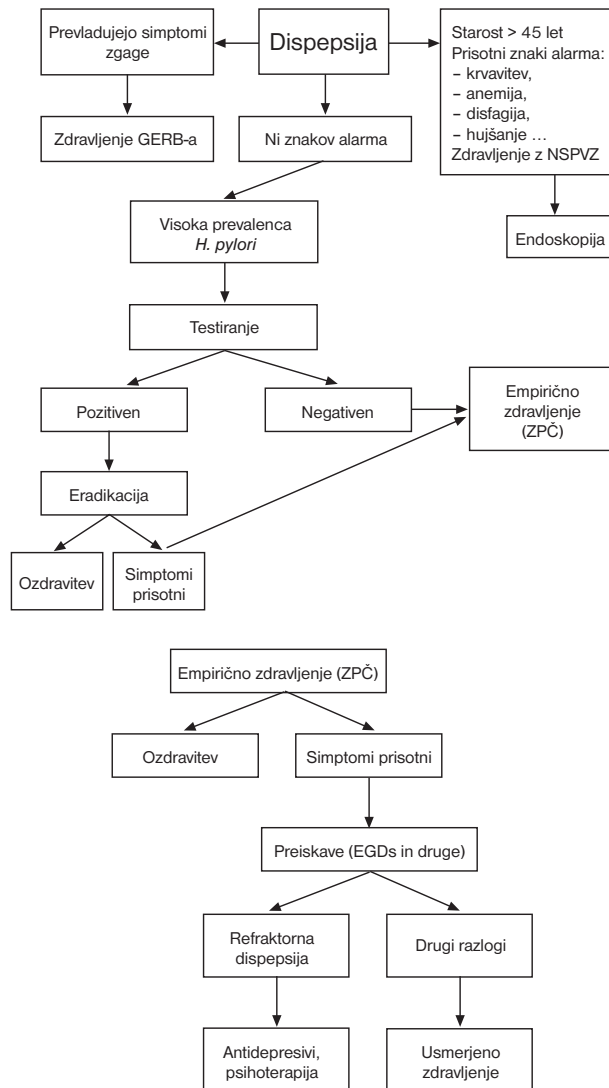 Prevladujejo simptomi
zgage
Dispepsija
Starost > 45 let
Prisotni znaki alarma:
– krvavitev,
– anemija,
– disfagija,
– hujšanje …
Zdravljenje z NSPVZ
Zdravljenje GERB-a
Ni znakov alarma
Endoskopija
Visoka prevalenca
H. pylori
Testiranje
Pozitiven
Negativen
Empirično
zdravljenje
(ZPČ)
Eradikacija
Ozdravitev
Simptomi
prisotni
Empirično zdravljenje (ZPČ)
Ozdravitev
Simptomi prisotni
Preiskave (EGDs in druge)
Refraktorna
dispepsija
Drugi razlogi
Antidepresivi,
psihoterapija
Usmerjeno
zdravljenje